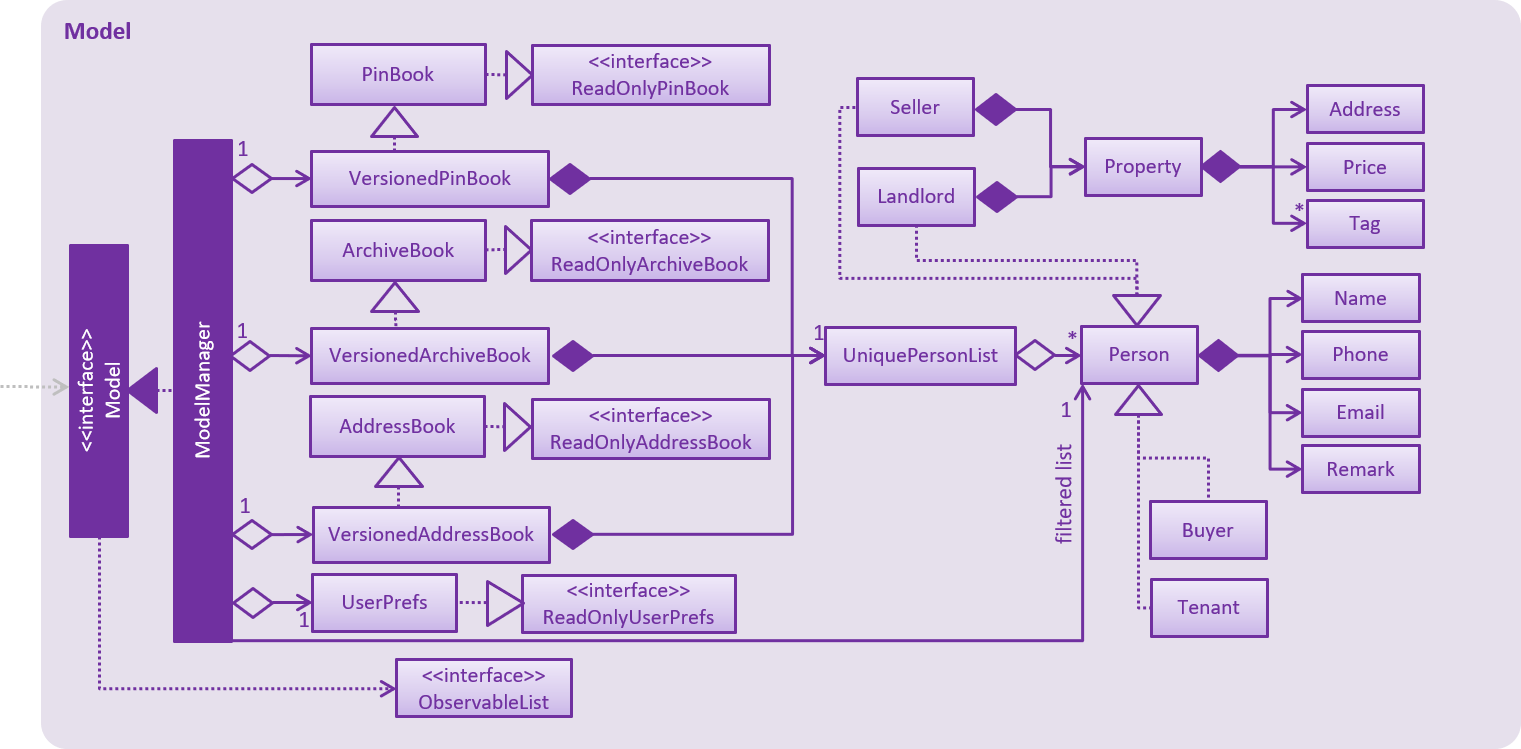 Model
PinBook
<<interface>>
ReadOnlyPinBook
1
VersionedPinBook
ArchiveBook
<<interface>>
ReadOnlyArchiveBook
1
VersionedArchiveBook
AddressBook
<<interface>>
ReadOnlyAddressBook
1
VersionedAddressBook
UserPrefs
1
<<interface>>
ReadOnlyUserPrefs
<<interface>>
ObservableList
<<interface>>
Model
ModelManager
1
UniquePersonList
*
Person
1
filtered list
Seller
Landlord
Property
Address
Price
*
Tag
Name
Phone
Email
Remark
Buyer
Tenant